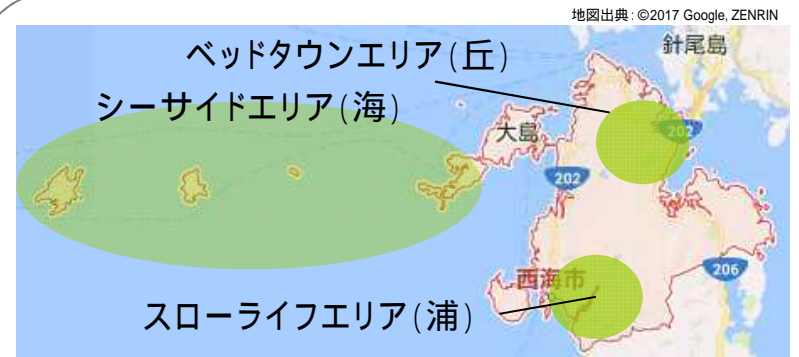 地図出典:©2017 Google, ZENRIN
ベッドタウンエリア(丘)
針尾島
シーサイドエリア(海)
大島
202
202
206
西海市
スローライフエリア(浦)